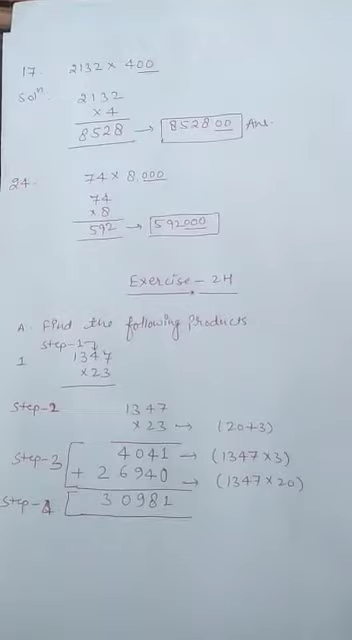 17. 2132 × 400
Solⁿ 2132
× 4
8528 → 852800 Ans.
24. 74 × 8,000
74
× 8
592 → 592000
Exercise - 2H
A. Find the following products
Step-1
1 1347
× 23
Step-2 1347
× 23 → (20+3)
Step-3 4041 → (1347×3)
+ 26940 → (1347×20)
Step-4 30981